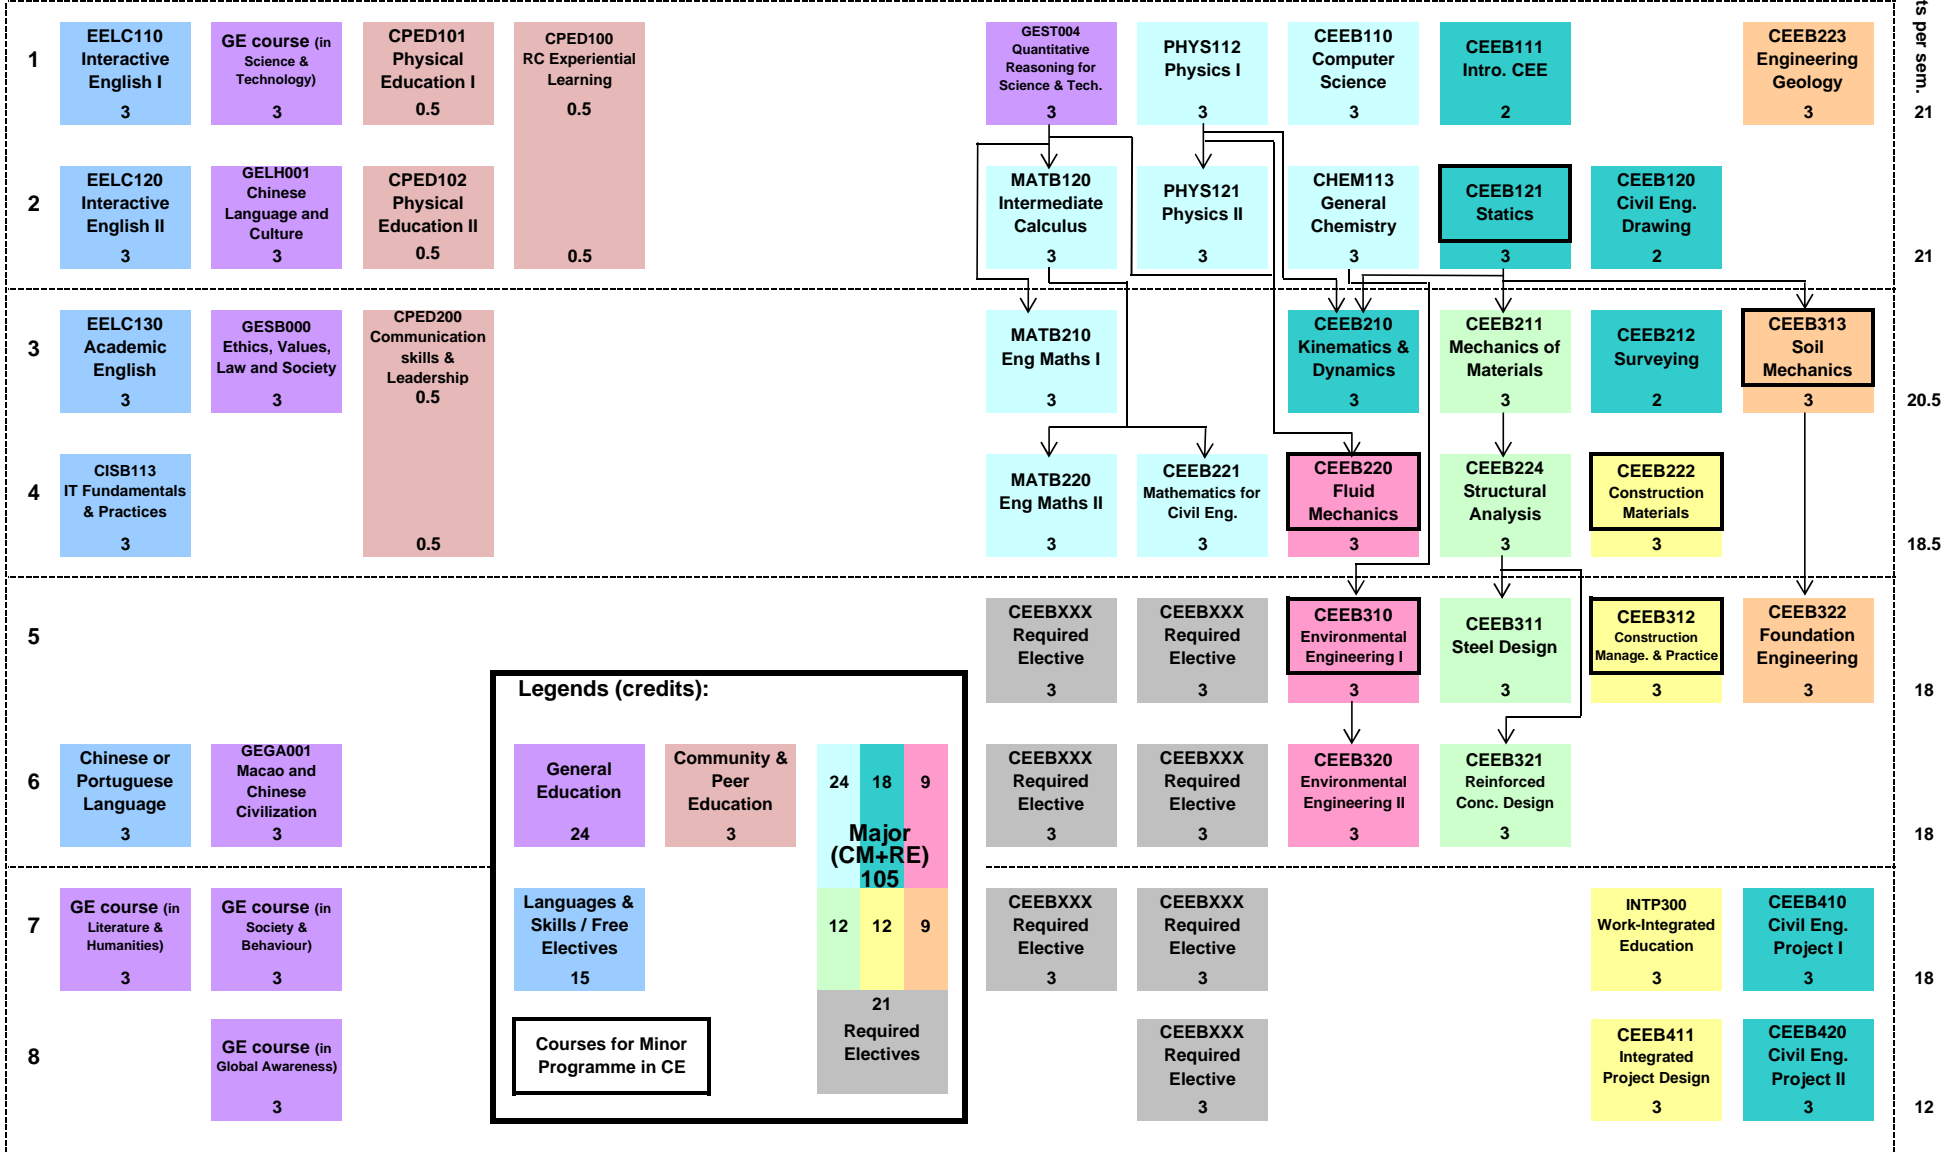 ts per sem.
1
EELC110
Interactive
English I
3
GE course (in
Science &
Technology)
3
CPED101
Physical
Education I
0.5
CPED100
RC Experiential
Learning
0.5
GEST004
Quantitative
Reasoning for
Science & Tech.
3
PHYS112
Physics I
3
CEEB110
Computer
Science
3
CEEB111
Intro. CEE
2
CEEB223
Engineering
Geology
3
21
2
EELC120
Interactive
English II
3
GELH001
Chinese
Language and
Culture
3
CPED102
Physical
Education II
0.5
0.5
MATB120
Intermediate
Calculus
3
PHYS121
Physics II
3
CHEM113
General
Chemistry
3
CEEB121
Statics
3
CEEB120
Civil Eng.
Drawing
2
21
3
EELC130
Academic
English
3
GESB000
Ethics, Values,
Law and Society
3
CPED200
Communication
skills &
Leadership
0.5
MATB210
Eng Maths I
3
CEEB210
Kinematics &
Dynamics
3
CEEB211
Mechanics of
Materials
3
CEEB212
Surveying
2
CEEB313
Soil
Mechanics
3
20.5
4
CISB113
IT Fundamentals
& Practices
3
0.5
MATB220
Eng Maths II
3
CEEB221
Mathematics for
Civil Eng.
3
CEEB220
Fluid
Mechanics
3
CEEB224
Structural
Analysis
3
CEEB222
Construction
Materials
3
18.5
5
CEEBXXX
Required
Elective
3
CEEBXXX
Required
Elective
3
CEEB310
Environmental
Engineering I
3
CEEB311
Steel Design
3
CEEB312
Construction
Manage. & Practice
3
CEEB322
Foundation
Engineering
3
18
6
Chinese or
Portuguese
Language
3
GEGA001
Macao and
Chinese
Civilization
3
CEEBXXX
Required
Elective
3
CEEBXXX
Required
Elective
3
CEEB320
Environmental
Engineering II
3
CEEB321
Reinforced
Conc. Design
3
18
7
GE course (in
Literature &
Humanities)
3
GE course (in
Society &
Behaviour)
3
CEEBXXX
Required
Elective
3
CEEBXXX
Required
Elective
3
INTP300
Work-Integrated
Education
3
CEEB410
Civil Eng.
Project I
3
18
8
GE course (in
Global Awareness)
3
CEEBXXX
Required
Elective
3
CEEB411
Integrated
Project Design
3
CEEB420
Civil Eng.
Project II
3
12
Legends (credits):
General
Education
24
Community &
Peer
Education
3
24
18
9
Major
(CM+RE)
105
Languages &
Skills / Free
Electives
15
12
12
9
21
Required
Electives
Courses for Minor
Programme in CE